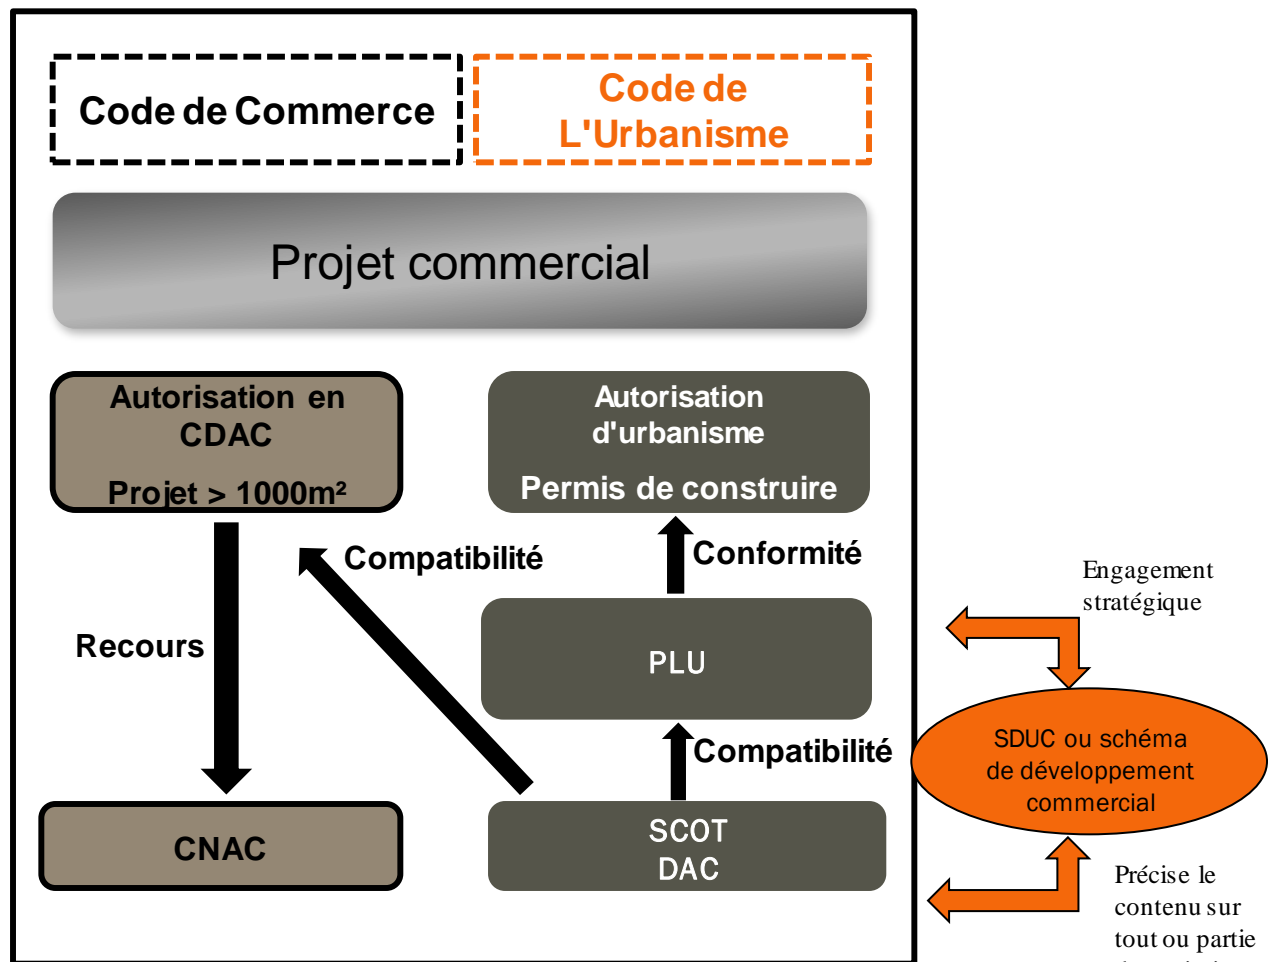 Code de Commerce
Code de
L'Urbanisme
Projet commercial
Autorisation en
CDAC
Projet > 1000m²
Autorisation
d'urbanisme
Permis de construire
Compatibilité
Conformité
Recours
PLU
Compatibilité
CNAC
SCOT
DAC
Engagement
stratégique
SDUC ou schéma
de développement
commercial
Précise le
contenu sur
tout ou partie